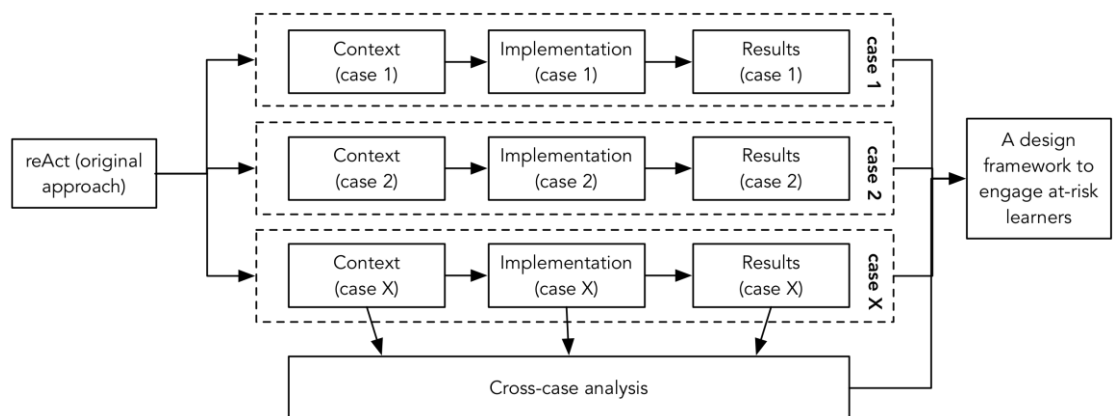 reAct (original
approach)
Context
(case 1)
Implementation
(case 1)
Results
(case 1)
case 1
Context
(case 2)
Implementation
(case 2)
Results
(case 2)
case 2
Context
(case X)
Implementation
(case X)
Results
(case X)
case X
Cross-case analysis
A design
framework to
engage at-risk
learners